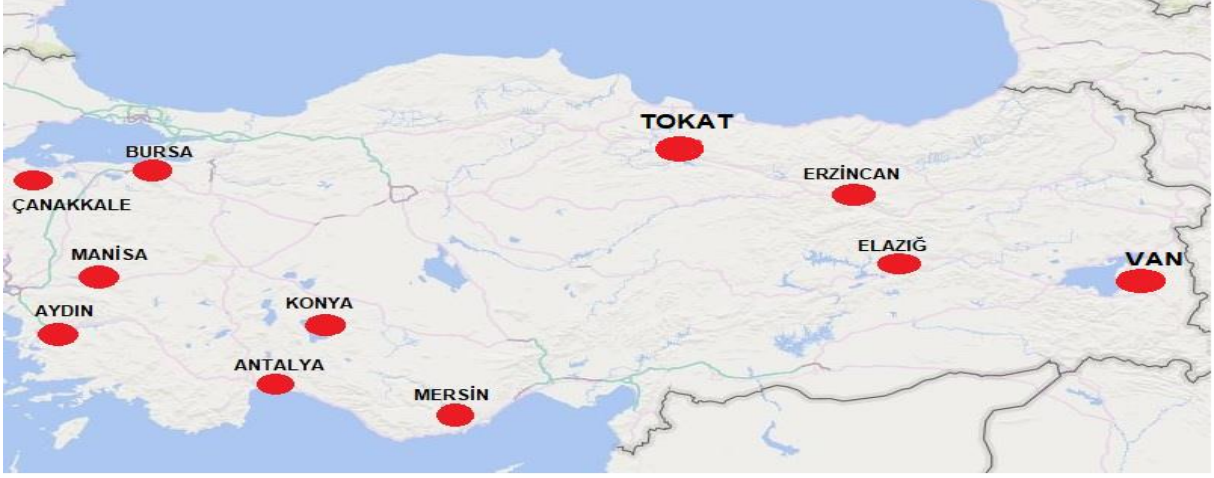 TOKAT
BURSA
ERZİNCAN
ÇANAKKALE
ELAZIĞ
MANİSA
VAN
KONYA
AYDIN
ANTALYA
MERSİN